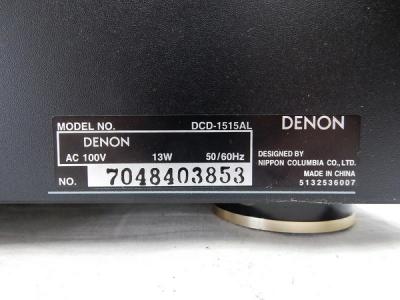 MODEL NO. DCD-1515AL
DENON
AC 100V 13W 50/60Hz
NO. 7048403853
DENON
DESIGNED BY
NIPPON COLUMBIA CO., LTD.
MADE IN CHINA
5132536007